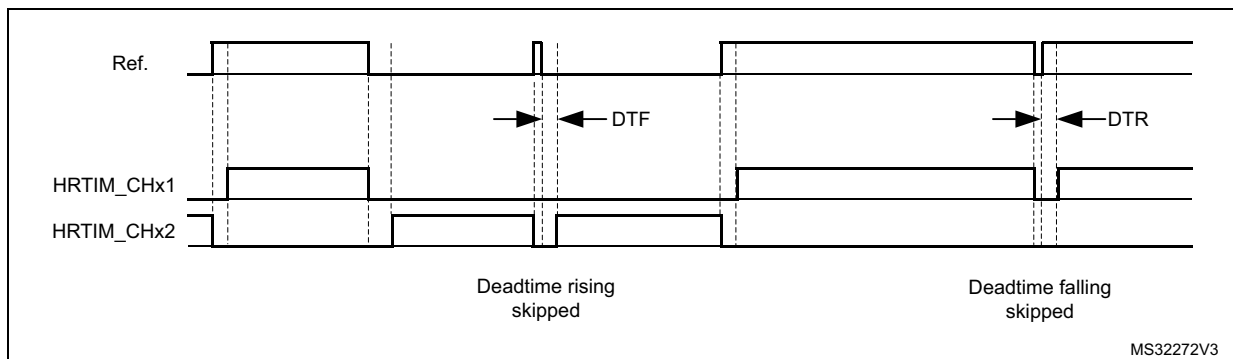 Ref.
DTF
DTR
HRTIM_CHx1
HRTIM_CHx2
Deadtime rising
skipped
Deadtime falling
skipped
MS32272V3